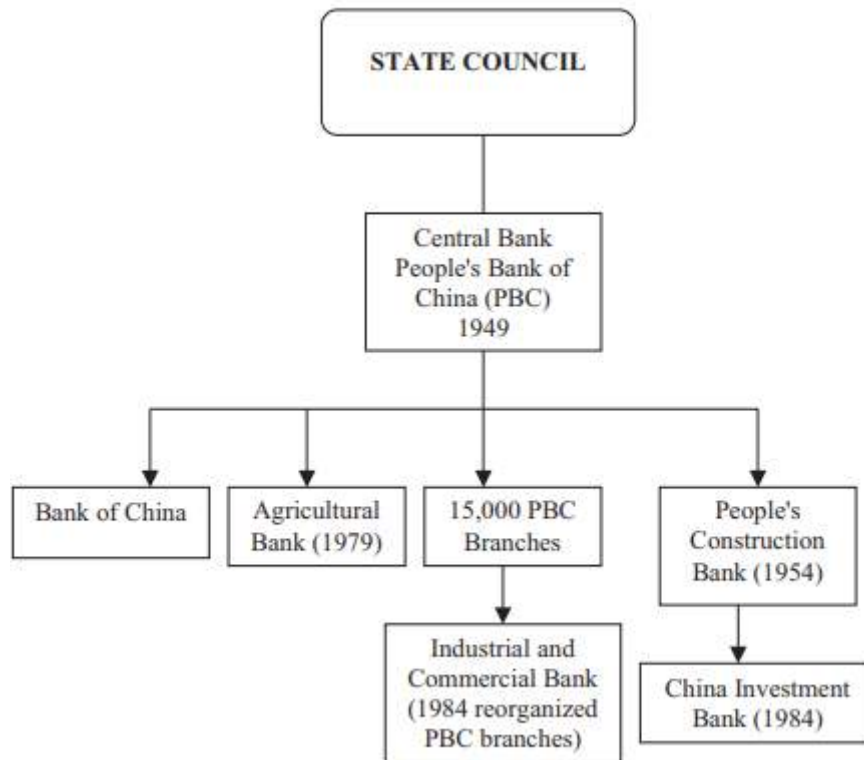 STATE COUNCIL
Central Bank
People's Bank of
China (PBC)
1949
Bank of China
Agricultural
Bank (1979)
15,000 PBC
Branches
People's
Construction
Bank (1954)
Industrial and
Commercial Bank
(1984 reorganized
PBC branches)
China Investment
Bank (1984)